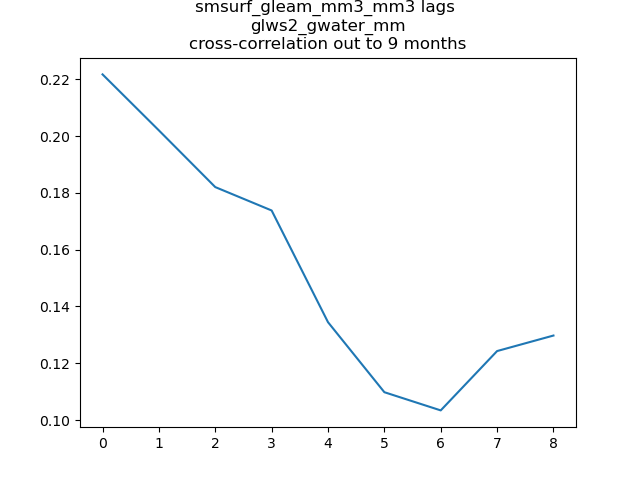 smsurf_gleam_mm3_mm3 lags
glws2_gwater_mm
cross-correlation out to 9 months
0.22
0.20
0.18
0.16
0.14
0.12
0.10
0 1 2 3 4 5 6 7 8